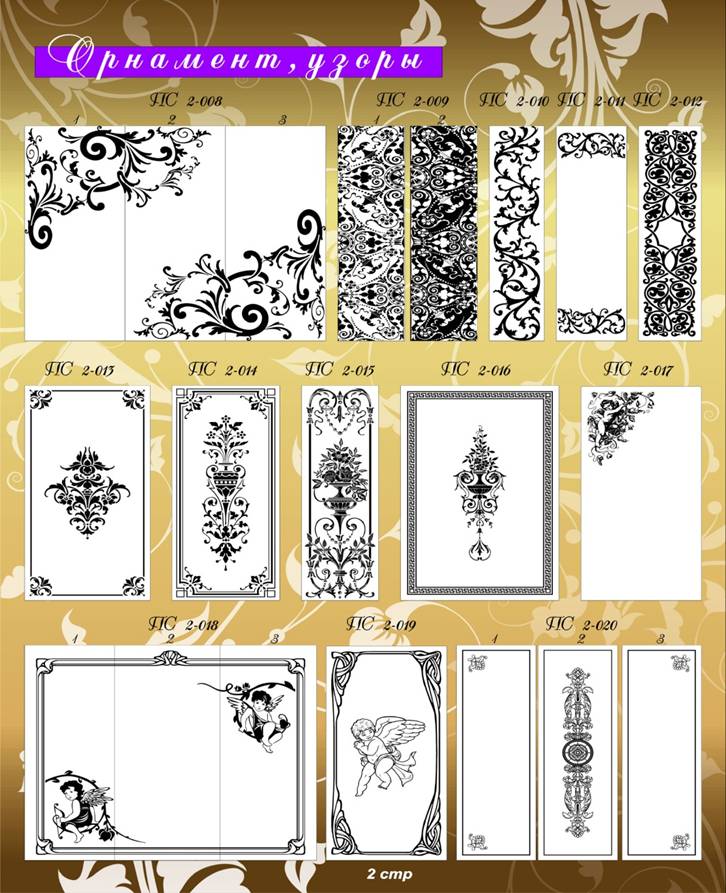 Орнамент, узоры
ПС 2-008 ПС 2-009 ПС 2-010 ПС 2-011 ПС 2-012
1 2 3 1 2
ПС 2-013 ПС 2-014 ПС 2-015 ПС 2-016 ПС 2-017
ПС 2-018 ПС 2-019 ПС 2-020
1 2 3 1 2 3
2 стр